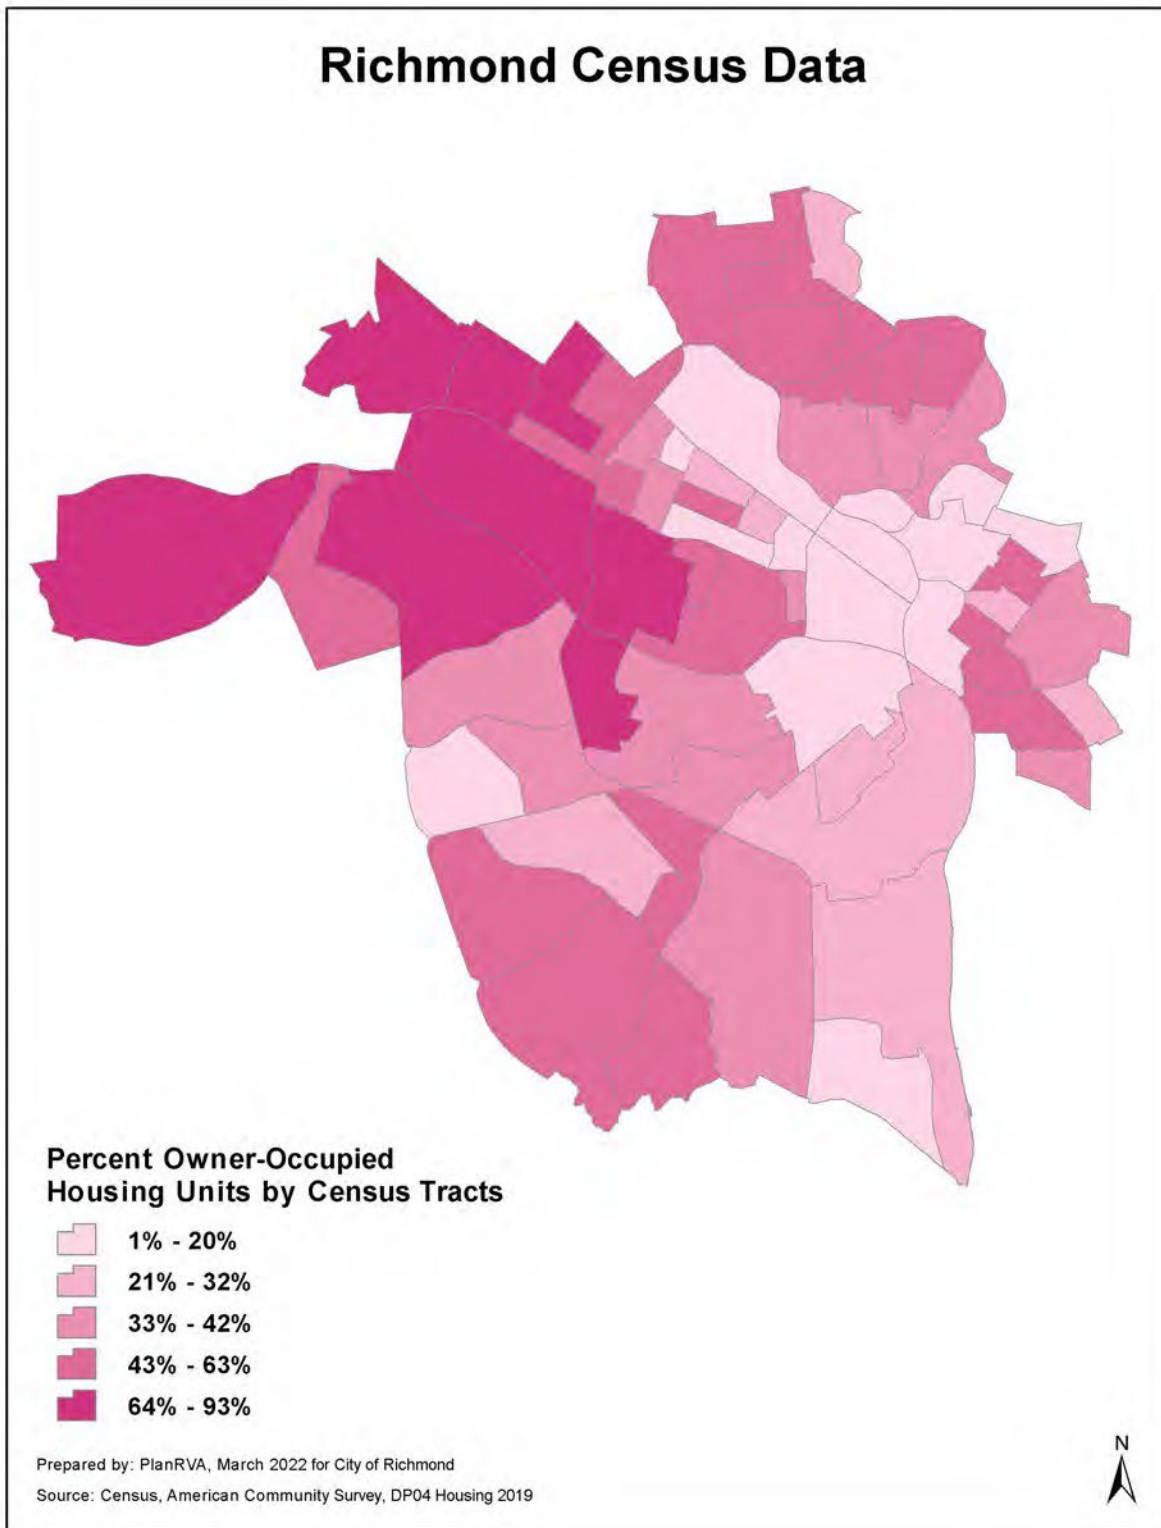 Richmond Census Data
Percent Owner-Occupied
Housing Units by Census Tracts
1% - 20%
21% - 32%
33% - 42%
43% - 63%
64% - 93%
Prepared by: PlanRVA, March 2022 for City of Richmond
Source: Census, American Community Survey, DP04 Housing 2019
N